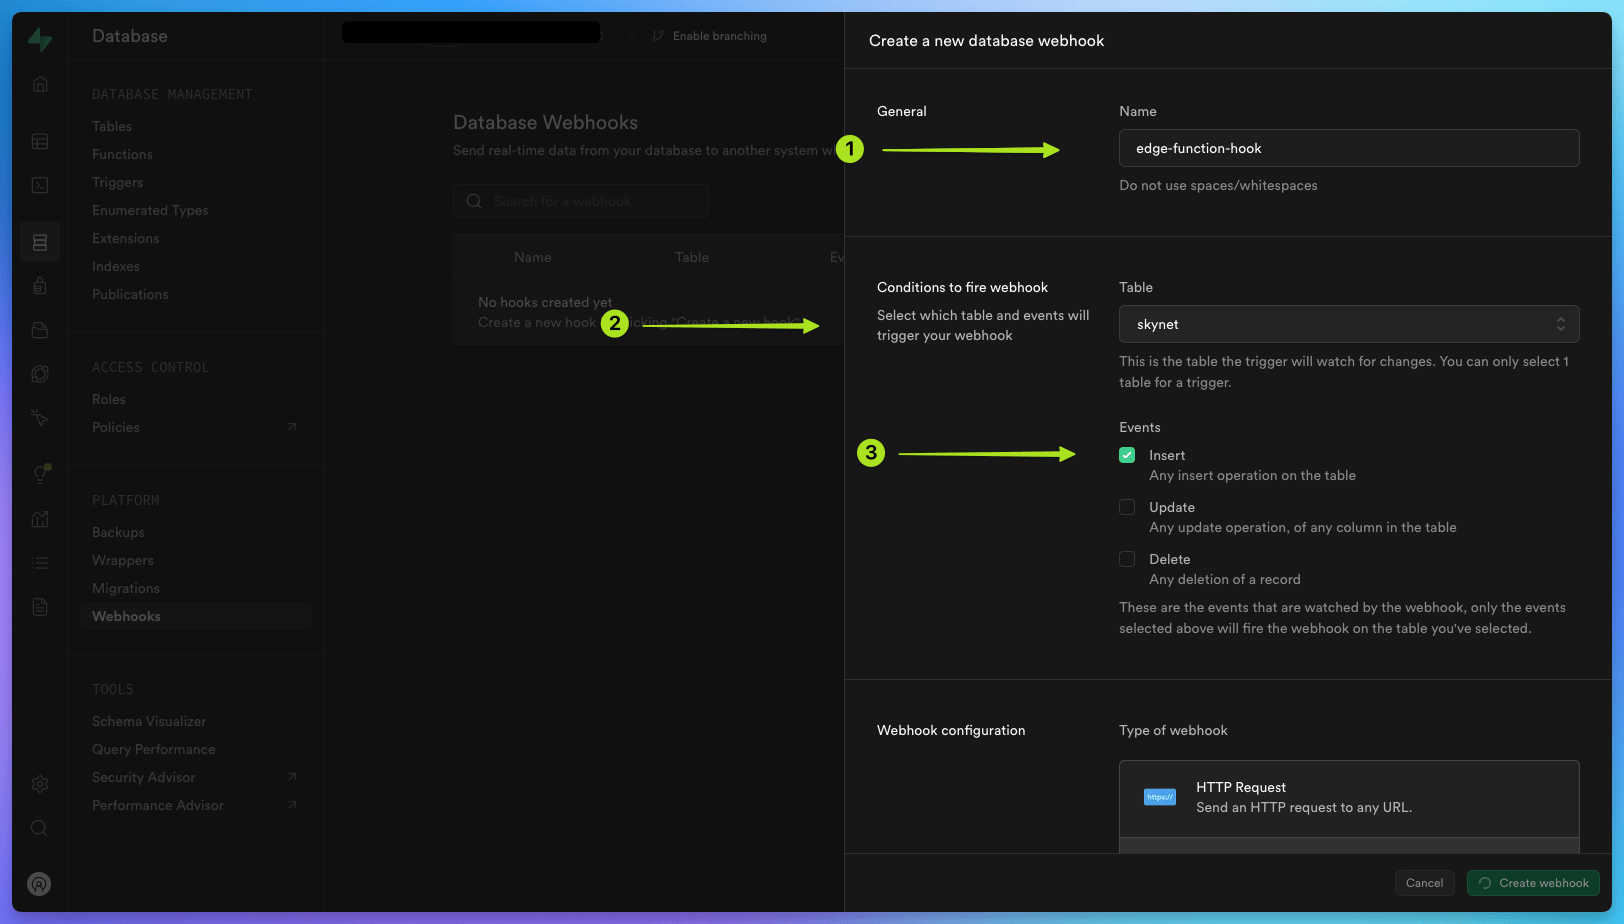 Database
DATABASE MANAGEMENT
Tables
Functions
Triggers
Enumerated Types
Extensions
Indexes
Publications
ACCESS CONTROL
Roles
Policies
PLATFORM
Backups
Wrappers
Migrations
Webhooks
TOOLS
Schema Visualizer
Query Performance
Security Advisor
Performance Advisor
Enable branching
Database Webhooks
Send real-time data from your database to another system
Search for a webhook
Name Table Ev
No hooks created yet
Create a new hook icking "Create a new hook"
Create a new database webhook
General
Name
1
edge-function-hook
Do not use spaces/whitespaces
Conditions to fire webhook
Select which table and events will
trigger your webhook
Table
2
skynet
This is the table the trigger will watch for changes. You can only select 1
table for a trigger.
Events
3
Insert
Any insert operation on the table
Update
Any update operation, of any column in the table
Delete
Any deletion of a record
These are the events that are watched by the webhook, only the events
selected above will fire the webhook on the table you've selected.
Webhook configuration
Type of webhook
https://
HTTP Request
Send an HTTP request to any URL.
Cancel
Create webhook